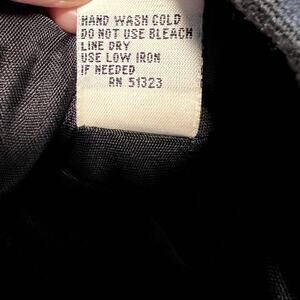 HAND WASH COLD
DO NOT USE BLEACH
LINE DRY
USE LOW IRON
IF NEEDED
RN 51323